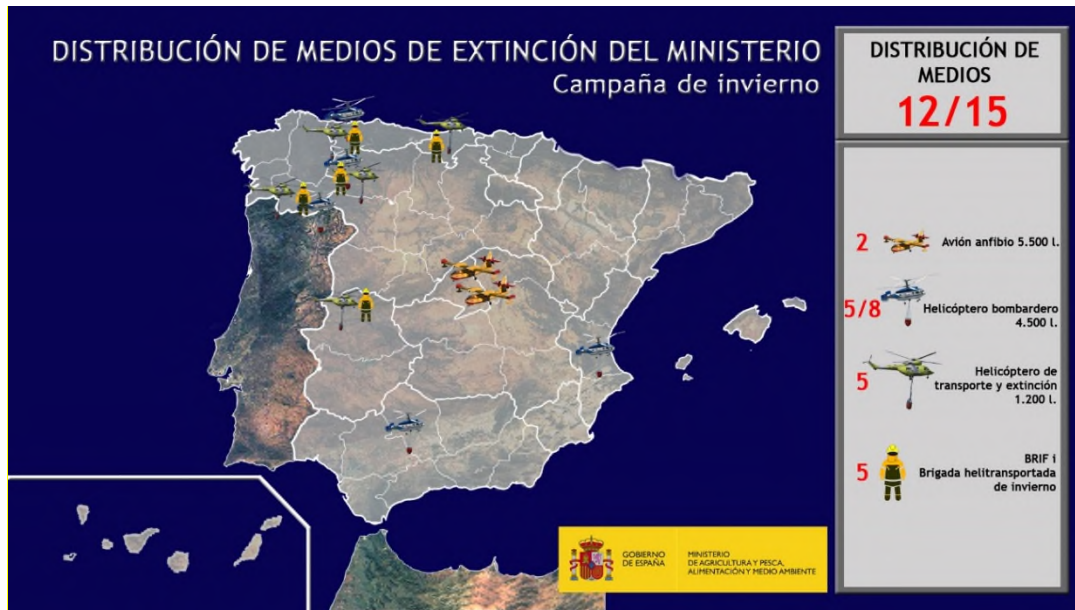 DISTRIBUCIÓN DE MEDIOS DE EXTINCIÓN DEL MINISTERIO
Campaña de invierno
DISTRIBUCIÓN DE
MEDIOS
12/15
2
Avión anfibio 5.500 l.
5/8
Helicóptero bombardero
4.500 l.
5
Helicóptero de
transporte y extinción
1.200 l.
5
BRIF i
Brigada helitransportada
de invierno
GOBIERNO
DE ESPAÑA
MINISTERIO
DE AGRICULTURA Y PESCA,
ALIMENTACIÓN Y MEDIO AMBIENTE